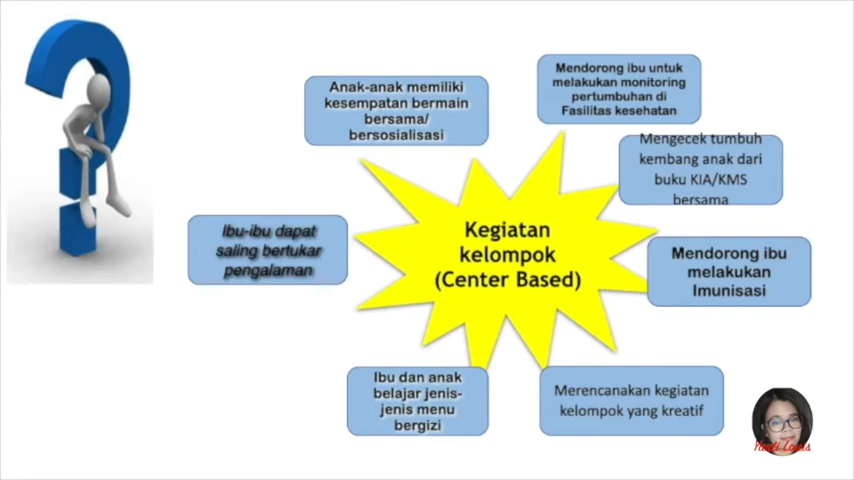 Anak-anak memiliki
kesempatan bermain
bersama/
bersosialisasi
Mendorong ibu untuk
melakukan monitoring
pertumbuhan di
Fasilitas kesehatan
Mengecek tumbuh
kembang anak dari
buku KIA/KMS
bersama
Ibu-ibu dapat
saling bertukar
pengalaman
Kegiatan
kelompok
(Center Based)
Mendorong ibu
melakukan
Imunisasi
Ibu dan anak
belajar jenis-
jenis menu
bergizi
Merencanakan kegiatan
kelompok yang kreatif